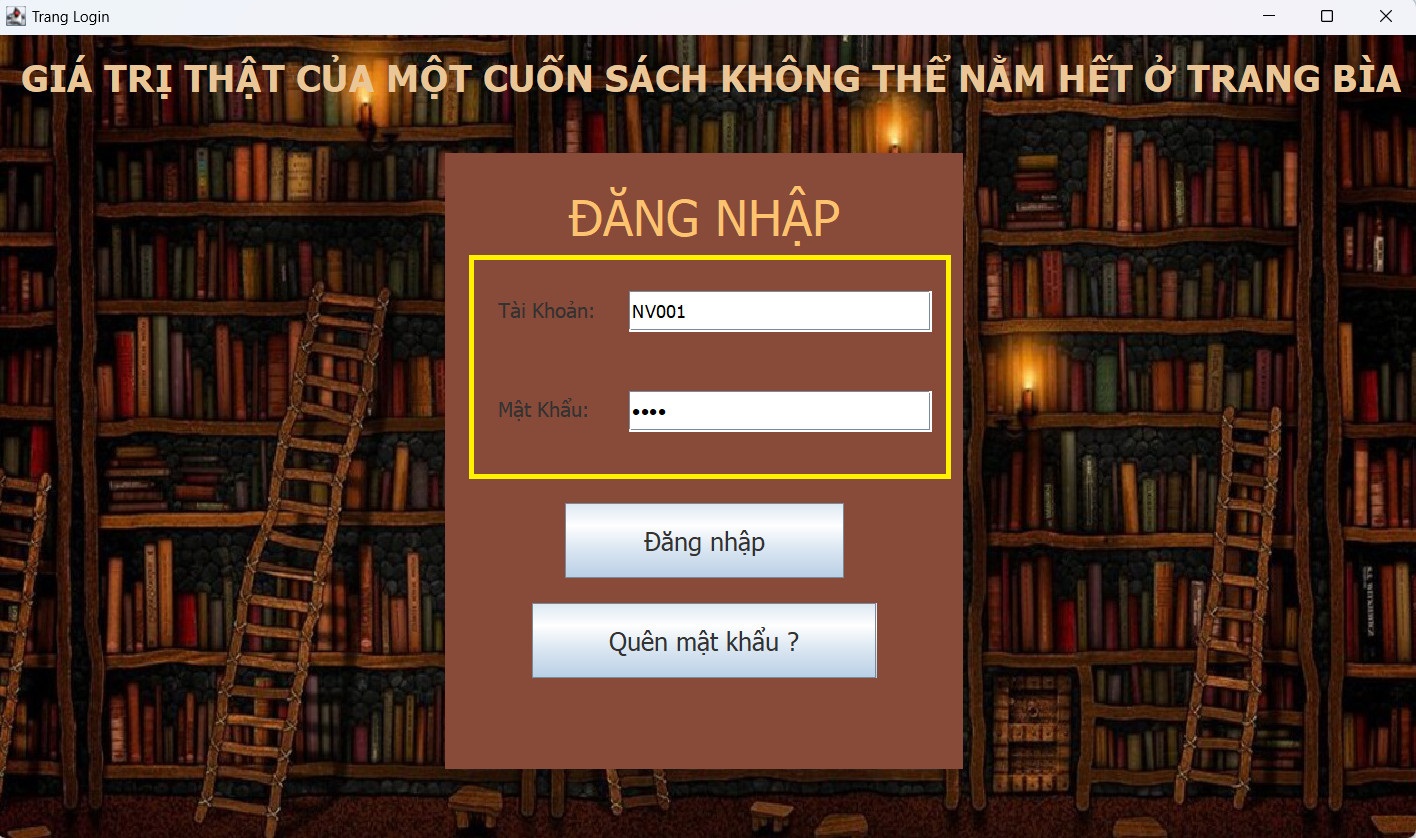 Trang Login
GIÁ TRỊ THẬT CỦA MỘT CUỐN SÁCH KHÔNG THỂ NẰM HẾT Ở TRANG BÌA
ĐĂNG NHẬP
Tài Khoản: NV001
Mật Khẩu: ••••
Đăng nhập
Quên mật khẩu ?